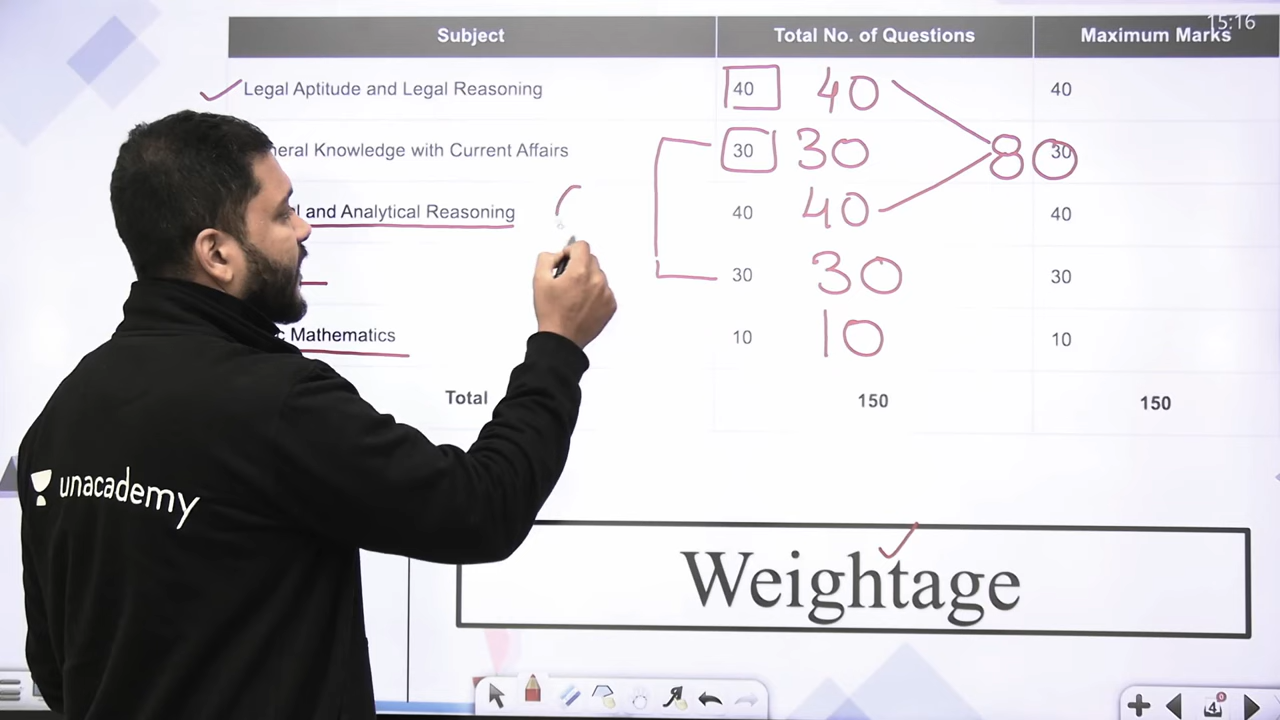 15:16
Subject Total No. of Questions Maximum Marks
Legal Aptitude and Legal Reasoning 40 40 40
Knowledge with Current Affairs 30 30 80 30
and Analytical Reasoning 40 40 40
30 30 30
Mathematics 10 10 10
Total 150 150
unacademy
Weightage
4